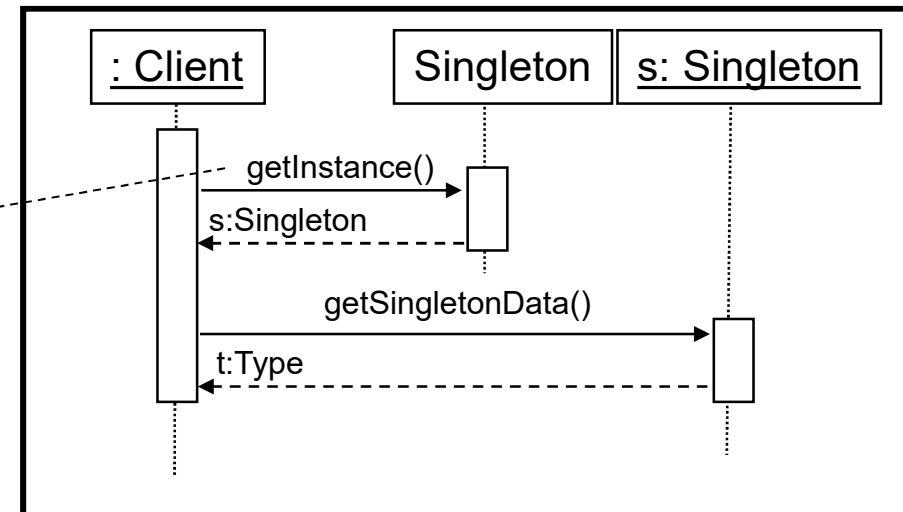 : Client
Singleton
s: Singleton
getInstance()
s:Singleton
getSingletonData()
t:Type